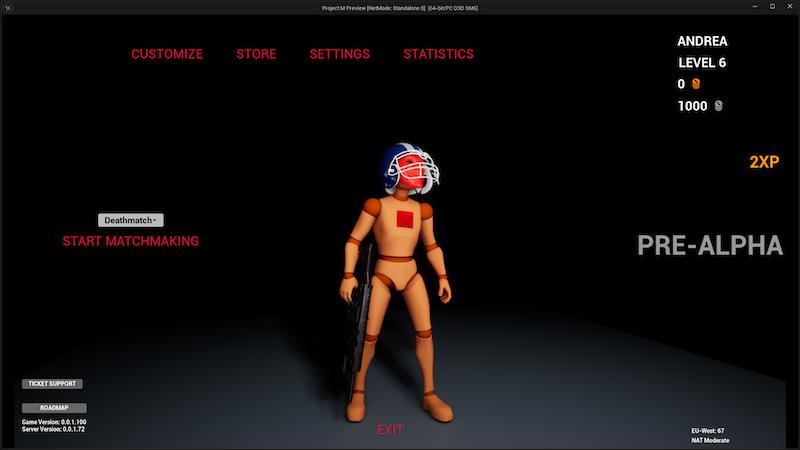 Project M Preview [NetMode: Standalone 0] (64-bit/PC D3D SM6)
CUSTOMIZE
STORE
SETTINGS
STATISTICS
ANDREA
LEVEL 6
0
1000
2XP
Deathmatch
START MATCHMAKING
PRE-ALPHA
TICKET SUPPORT
ROADMAP
Game Version: 0.0.1.100
Server Version: 0.0.1.72
EXIT
EU-West: 67
NAT Moderate